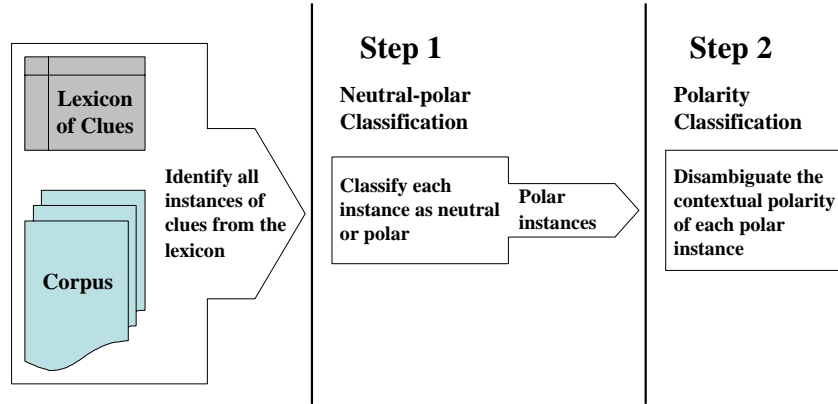 Lexicon
of Clues
Corpus
Identify all
instances of
clues from the
lexicon
Step 1
Neutral-polar
Classification
Classify each
instance as neutral
or polar
Polar
instances
Step 2
Polarity
Classification
Disambiguate the
contextual polarity
of each polar
instance